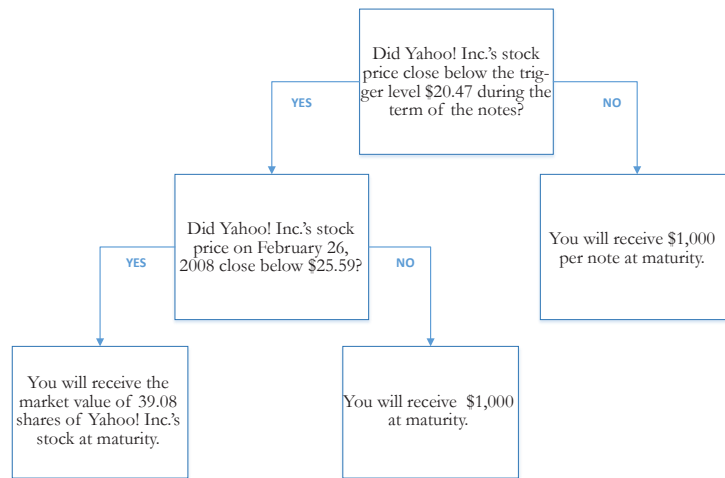 Did Yahoo! Inc.'s stock
price close below the trig-
ger level $20.47 during the
term of the notes?
YES
NO
Did Yahoo! Inc.'s stock
price on February 26,
2008 close below $25.59?
You will receive $1,000
per note at maturity.
YES
NO
You will receive the
market value of 39.08
shares of Yahoo! Inc.'s
stock at maturity.
You will receive $1,000
at maturity.